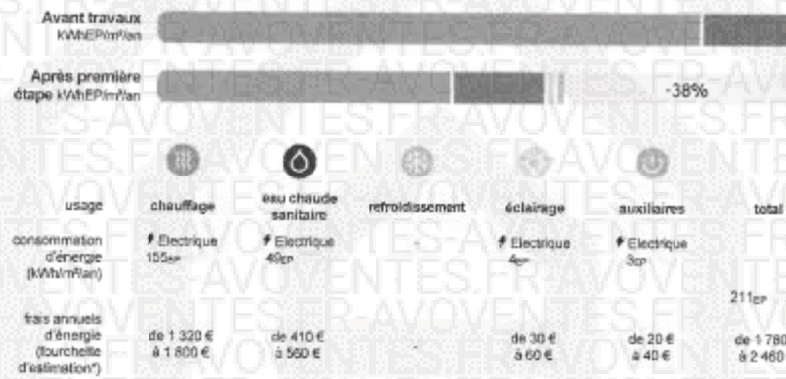 Avant travaux
kWhEP/m²/an
Après première
étape kWhEP/m²/an
-38%
usage chauffage eau chaude sanitaire refroidissement éclairage auxiliaires total
consommation d'énergie (kWh/m²/an)
Electrique Electrique - Electrique Electrique
155EP 49EP 4EP 3EP
211EP
frais annuels d'énergie (fourchette d'estimation*)
de 1 320 € de 410 € - de 30 € de 20 € de 1 780
à 1 800 € à 560 € à 60 € à 40 € à 2 460
AVOVENTES.FR